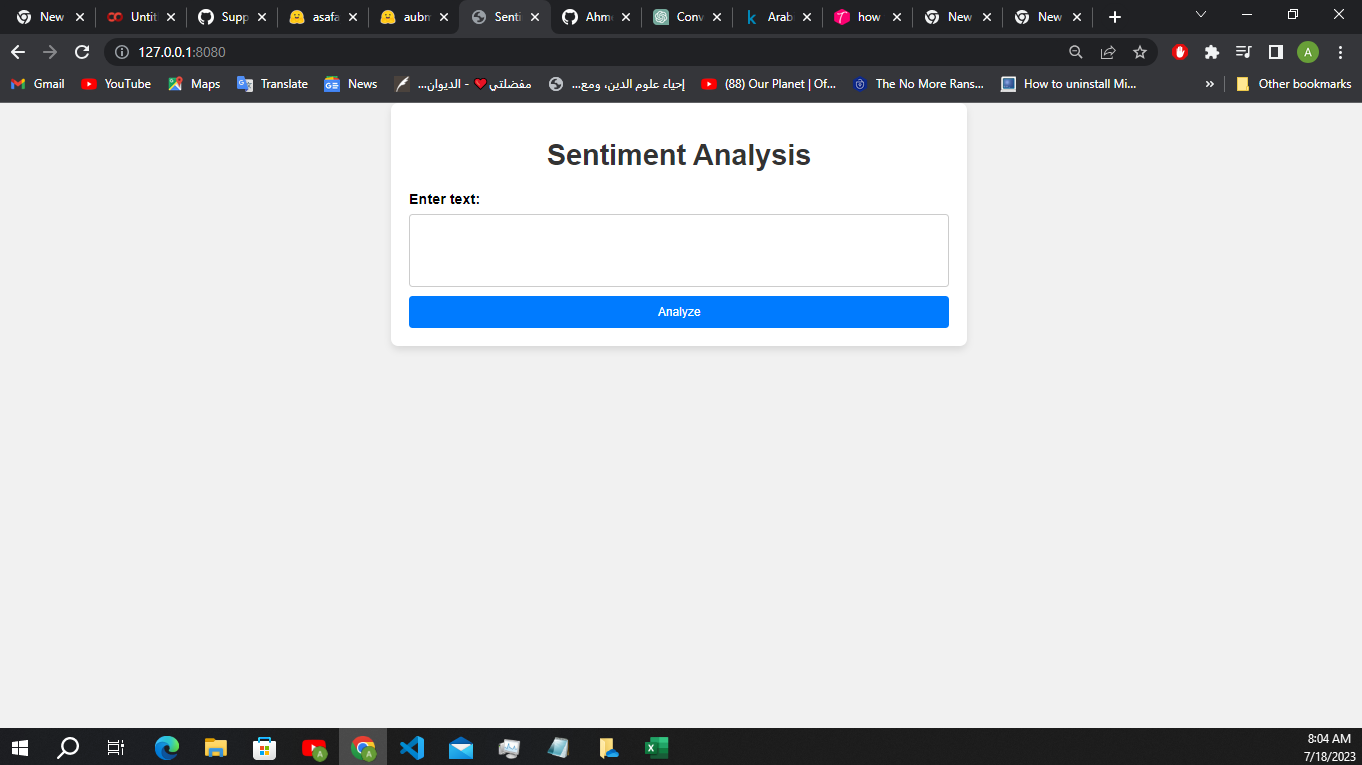 New
Untit
Supp
asafa
aubm
Senti
Ahme
Conv
Arab
how
New
New
127.0.0.1:8080
A
Gmail
YouTube
Maps
Translate
News
مفضلتي❤️ - الديوان...
إحياء علوم الدين، ومع...
(88) Our Planet | Of...
The No More Rans...
How to uninstall Mi...
»
Other bookmarks
Sentiment Analysis
Enter text:
Analyze
8:04 AM
7/18/2023